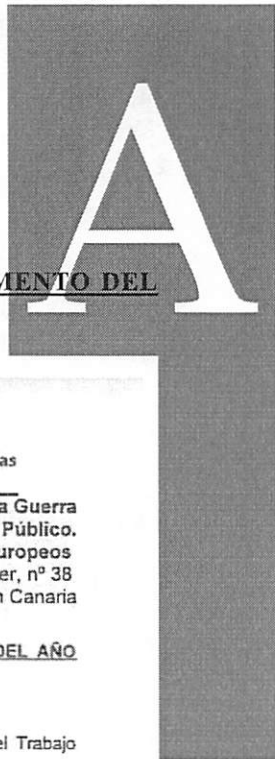 A
MENTO DEL
as
a Guerra
Público.
uropeos
er, nº 38
n Canaria
DEL AÑO
el Trabajo